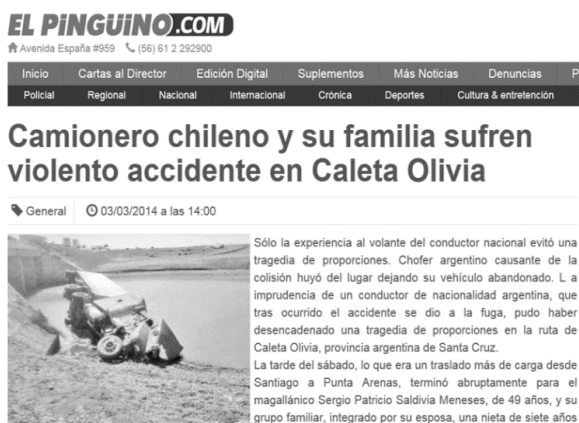 EL PiNGÜiNO.COM
Avenida España #959 (56) 61 2 292900
Inicio Cartas al Director Edición Digital Suplementos Más Noticias Denuncias P
Policial Regional Nacional Internacional Crónica Deportes Cultura & entretención
Camionero chileno y su familia sufren
violento accidente en Caleta Olivia
General 03/03/2014 a las 14:00
Sólo la experiencia al volante del conductor nacional evitó una
tragedia de proporciones. Chofer argentino causante de la
colisión huyó del lugar dejando su vehículo abandonado. L a
imprudencia de un conductor de nacionalidad argentina, que
tras ocurrido el accidente se dio a la fuga, pudo haber
desencadenado una tragedia de proporciones en la ruta de
Caleta Olivia, provincia argentina de Santa Cruz.
La tarde del sábado, lo que era un traslado más de carga desde
Santiago a Punta Arenas, terminó abruptamente para el
magallánico Sergio Patricio Saldivia Meneses, de 49 años, y su
grupo familiar, integrado por su esposa, una nieta de siete años